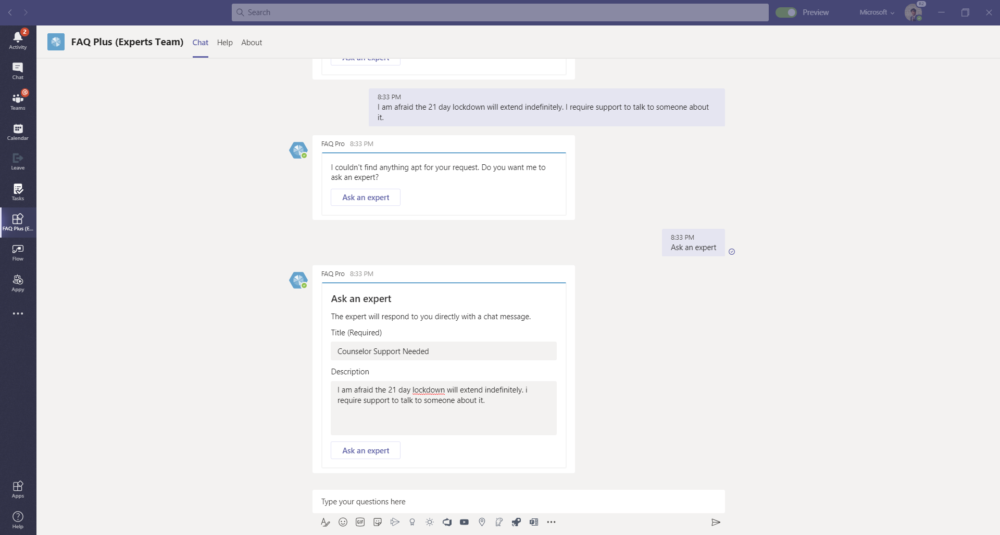 Search
Preview
Microsoft
R2
2
Activity
Chat
@
Teams
Calendar
Leave
Tasks
FAQ Plus (E...
Flow
Appy
Apps
Help
FAQ Plus (Experts Team)
Chat
Help
About
Ask an expert
8:33 PM
I am afraid the 21 day lockdown will extend indefinitely. I require support to talk to someone about
it.
FAQ Pro 8:33 PM
I couldn't find anything apt for your request. Do you want me to
ask an expert?
Ask an expert
8:33 PM
Ask an expert
FAQ Pro 8:33 PM
Ask an expert
The expert will respond to you directly with a chat message.
Title (Required)
Counselor Support Needed
Description
I am afraid the 21 day lockdown will extend indefinitely. i
require support to talk to someone about it.
Ask an expert
Type your questions here
GIF